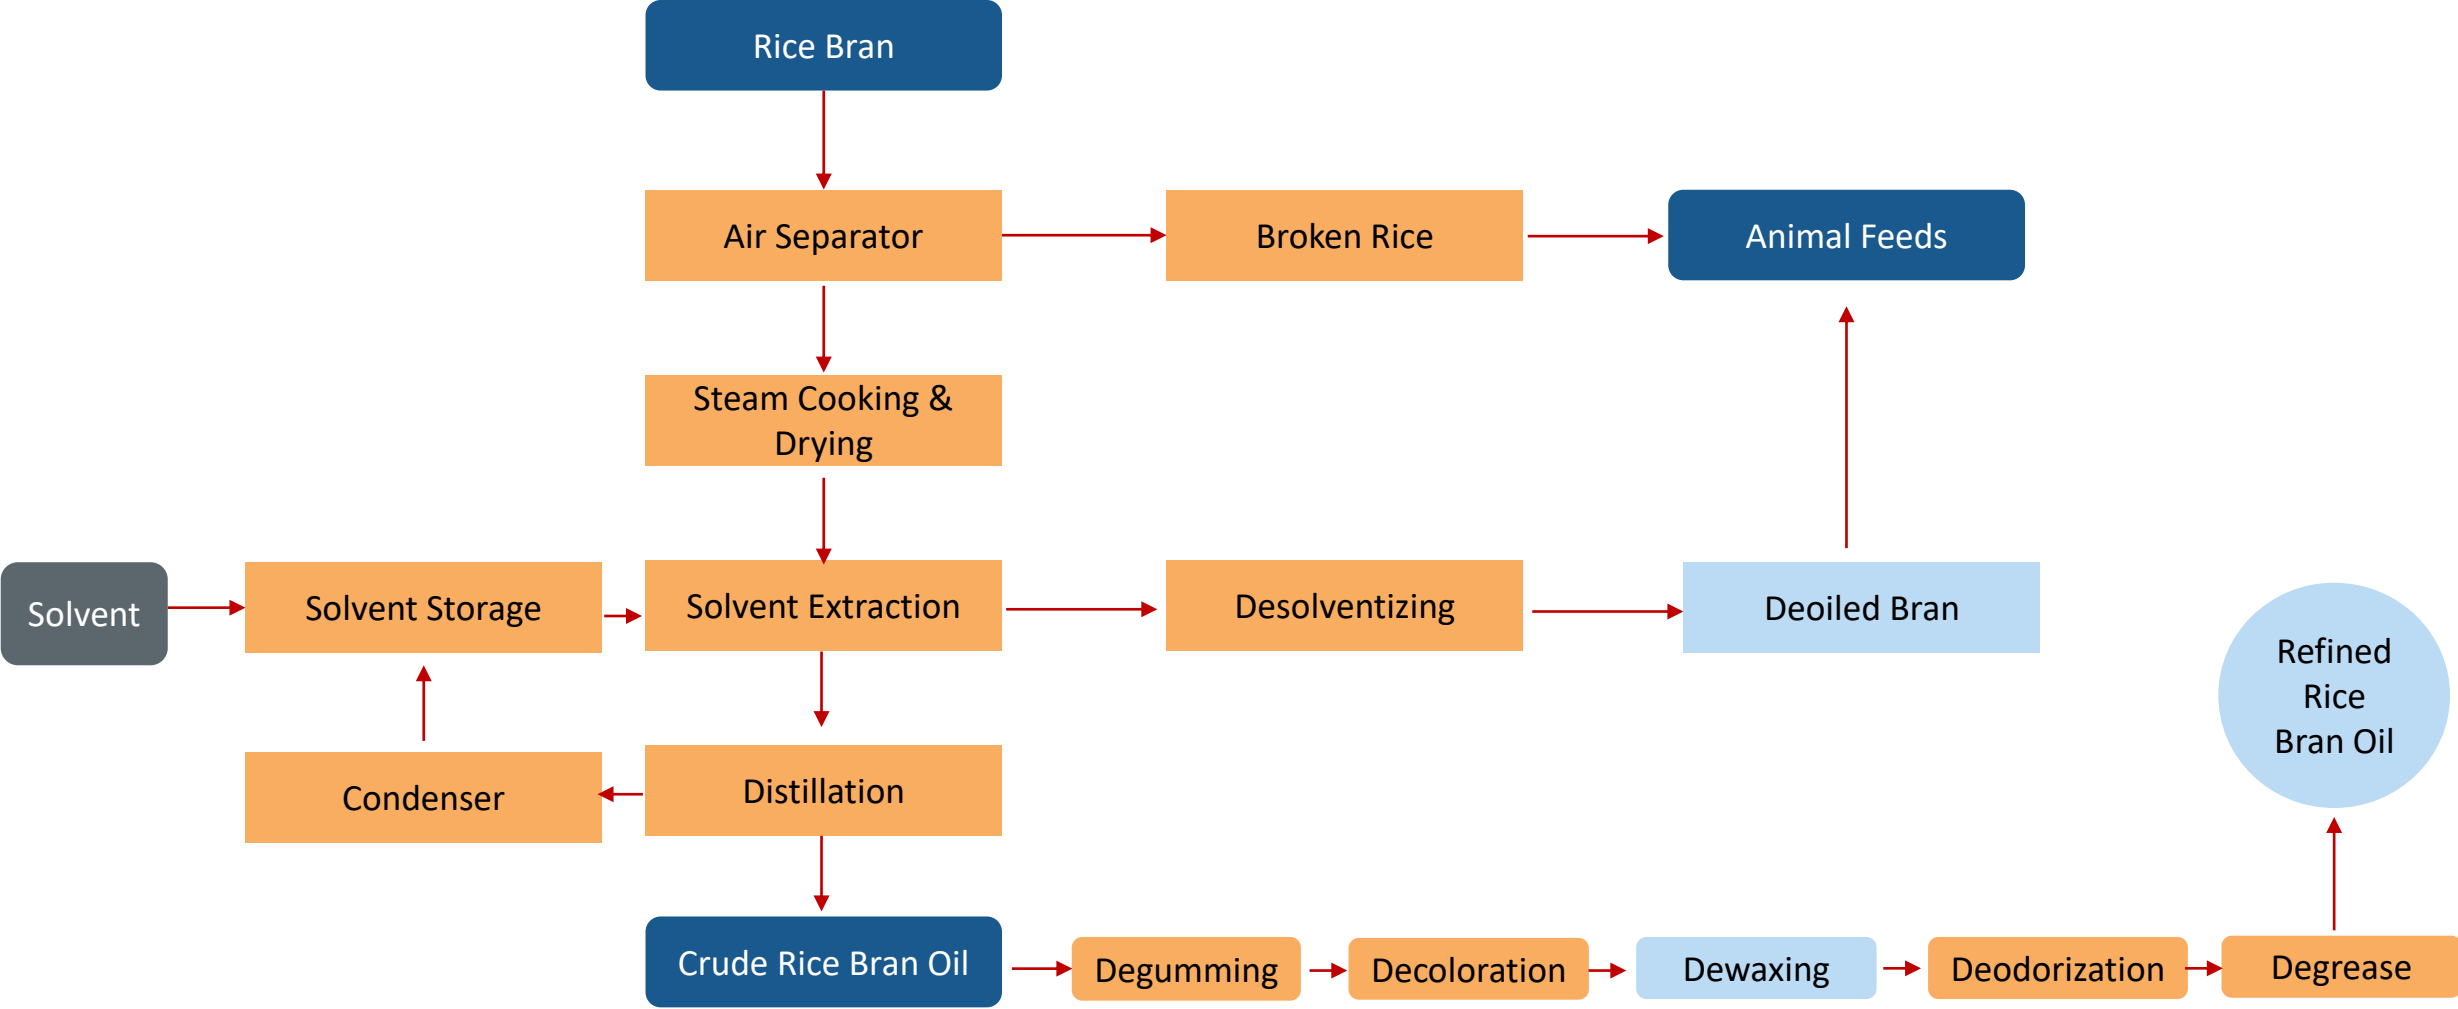 Rice Bran
Air Separator
Broken Rice
Animal Feeds
Steam Cooking &
Drying
Solvent
Solvent Storage
Solvent Extraction
Desolventizing
Deoiled Bran
Refined
Rice
Bran Oil
Condenser
Distillation
Crude Rice Bran Oil
Degumming
Decoloration
Dewaxing
Deodorization
Degrease